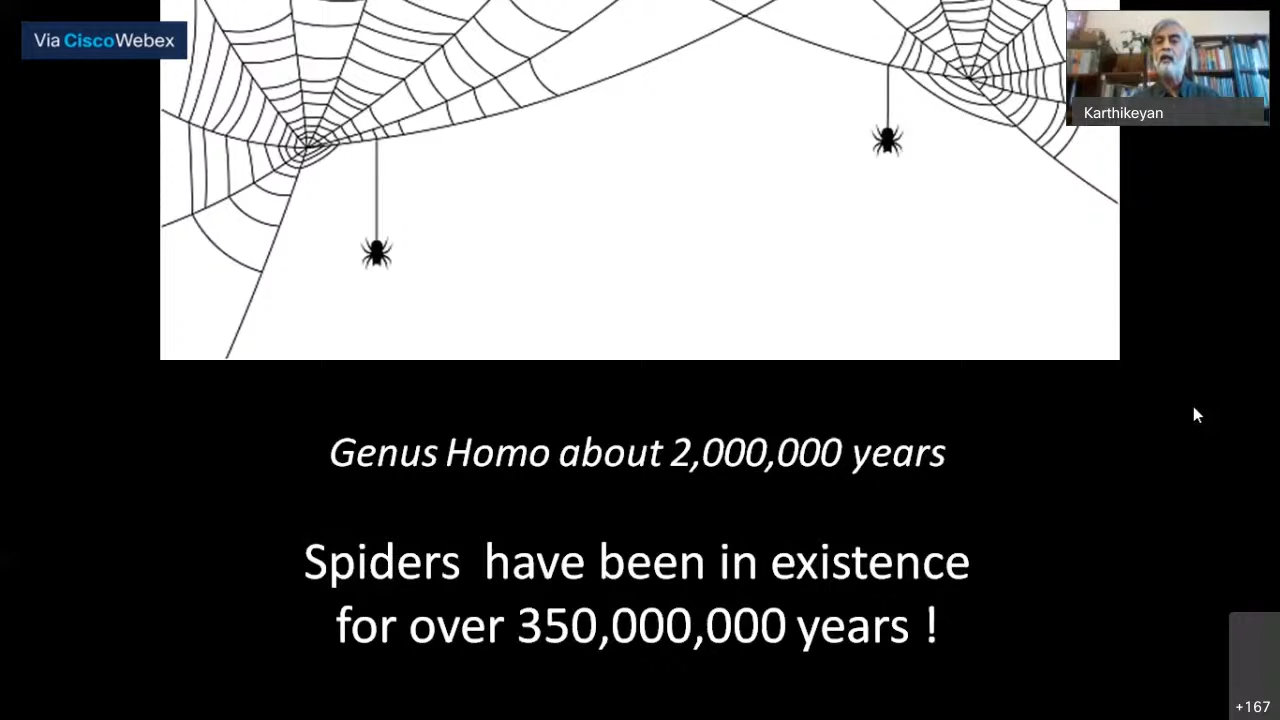 Via CiscoWebex
Karthikeyan
Genus Homo about 2,000,000 years
Spiders have been in existence
for over 350,000,000 years !
+167